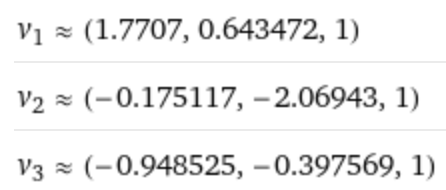 v₁ ≈ (1.7707, 0.643472, 1)
v₂ ≈ (−0.175117, −2.06943, 1)
v₃ ≈ (−0.948525, −0.397569, 1)